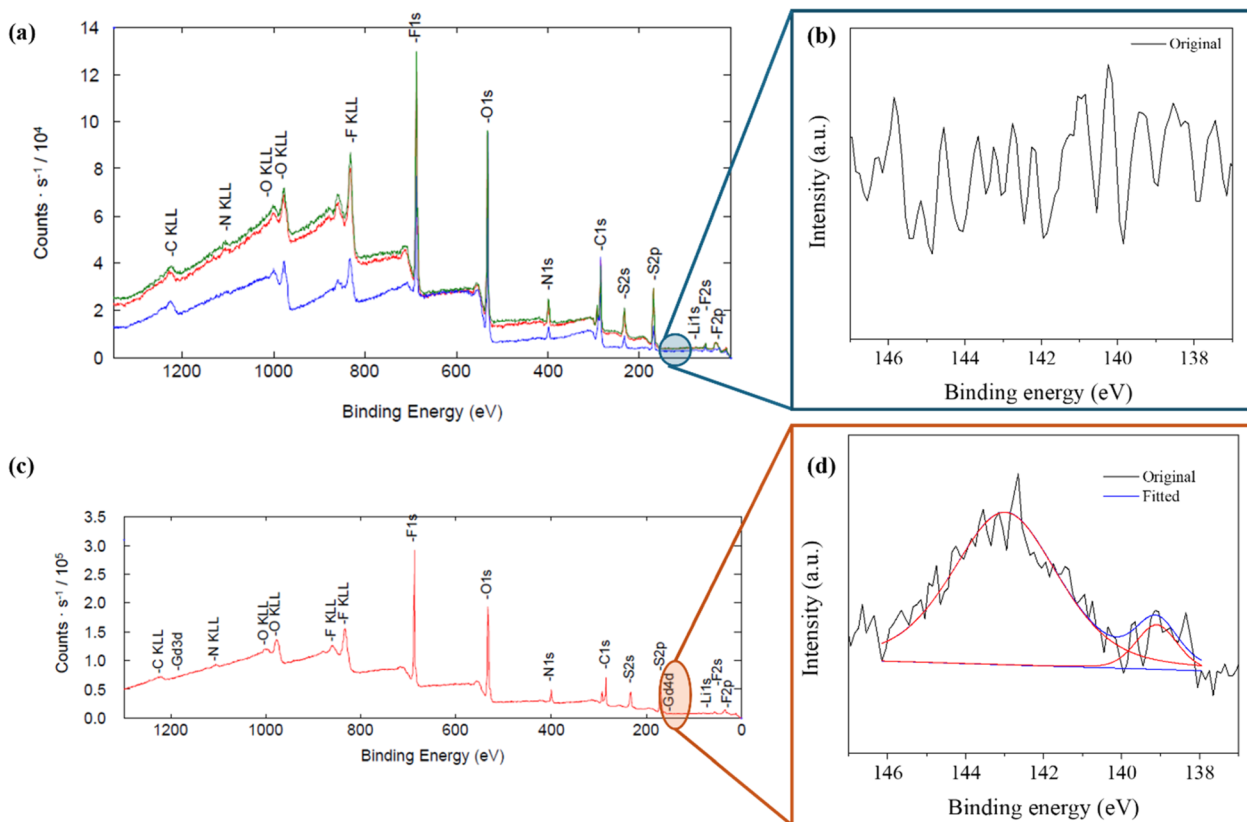 (a)
Counts · s⁻¹ / 10⁴
14
12
10
8
6
4
2
0
-C KLL
-N KLL
-O KLL
-O KLL
-F KLL
-F1s
-O1s
-N1s
-C1s
-S2s
-S2p
-Li1s
-F2s
-F2p
1200 1000 800 600 400 200
Binding Energy (eV)
(b)
Original
Intensity (a.u.)
146 144 142 140 138
Binding energy (eV)
(c)
Counts · s⁻¹ / 10⁵
3.5
3.0
2.5
2.0
1.5
1.0
0.5
0.0
-C KLL
-Gd3d
-N KLL
-O KLL
-O KLL
-F KLL
-F KLL
-F1s
-O1s
-N1s
-C1s
-S2s
-S2p
-Gd4d
-Li1s
-F2s
-F2p
1200 1000 800 600 400 200 0
Binding Energy (eV)
(d)
Original
Fitted
Intensity (a.u.)
146 144 142 140 138
Binding energy (eV)